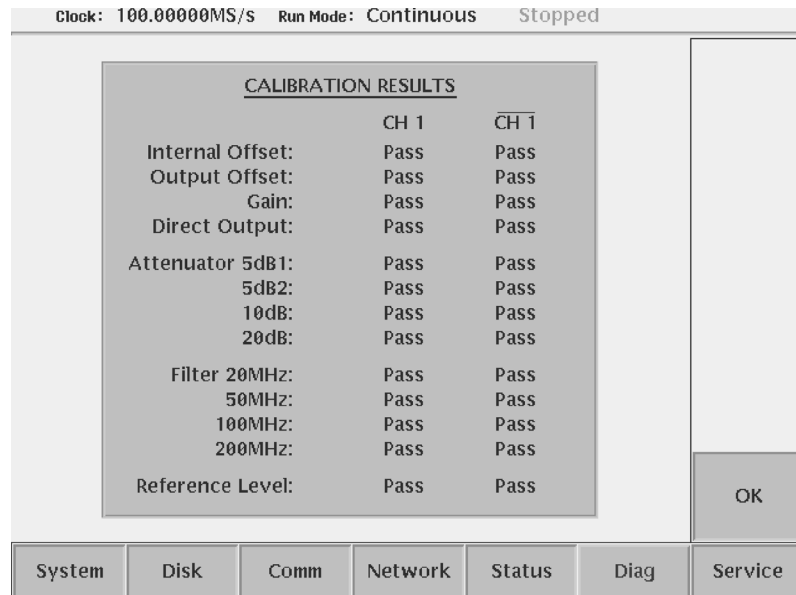 Clock: 100.00000MS/s Run Mode: Continuous Stopped
CALIBRATION RESULTS
CH 1 C̅H̅ ̅1̅
Internal Offset: Pass Pass
Output Offset: Pass Pass
Gain: Pass Pass
Direct Output: Pass Pass
Attenuator 5dB1: Pass Pass
5dB2: Pass Pass
10dB: Pass Pass
20dB: Pass Pass
Filter 20MHz: Pass Pass
50MHz: Pass Pass
100MHz: Pass Pass
200MHz: Pass Pass
Reference Level: Pass Pass
OK
System Disk Comm Network Status Diag Service